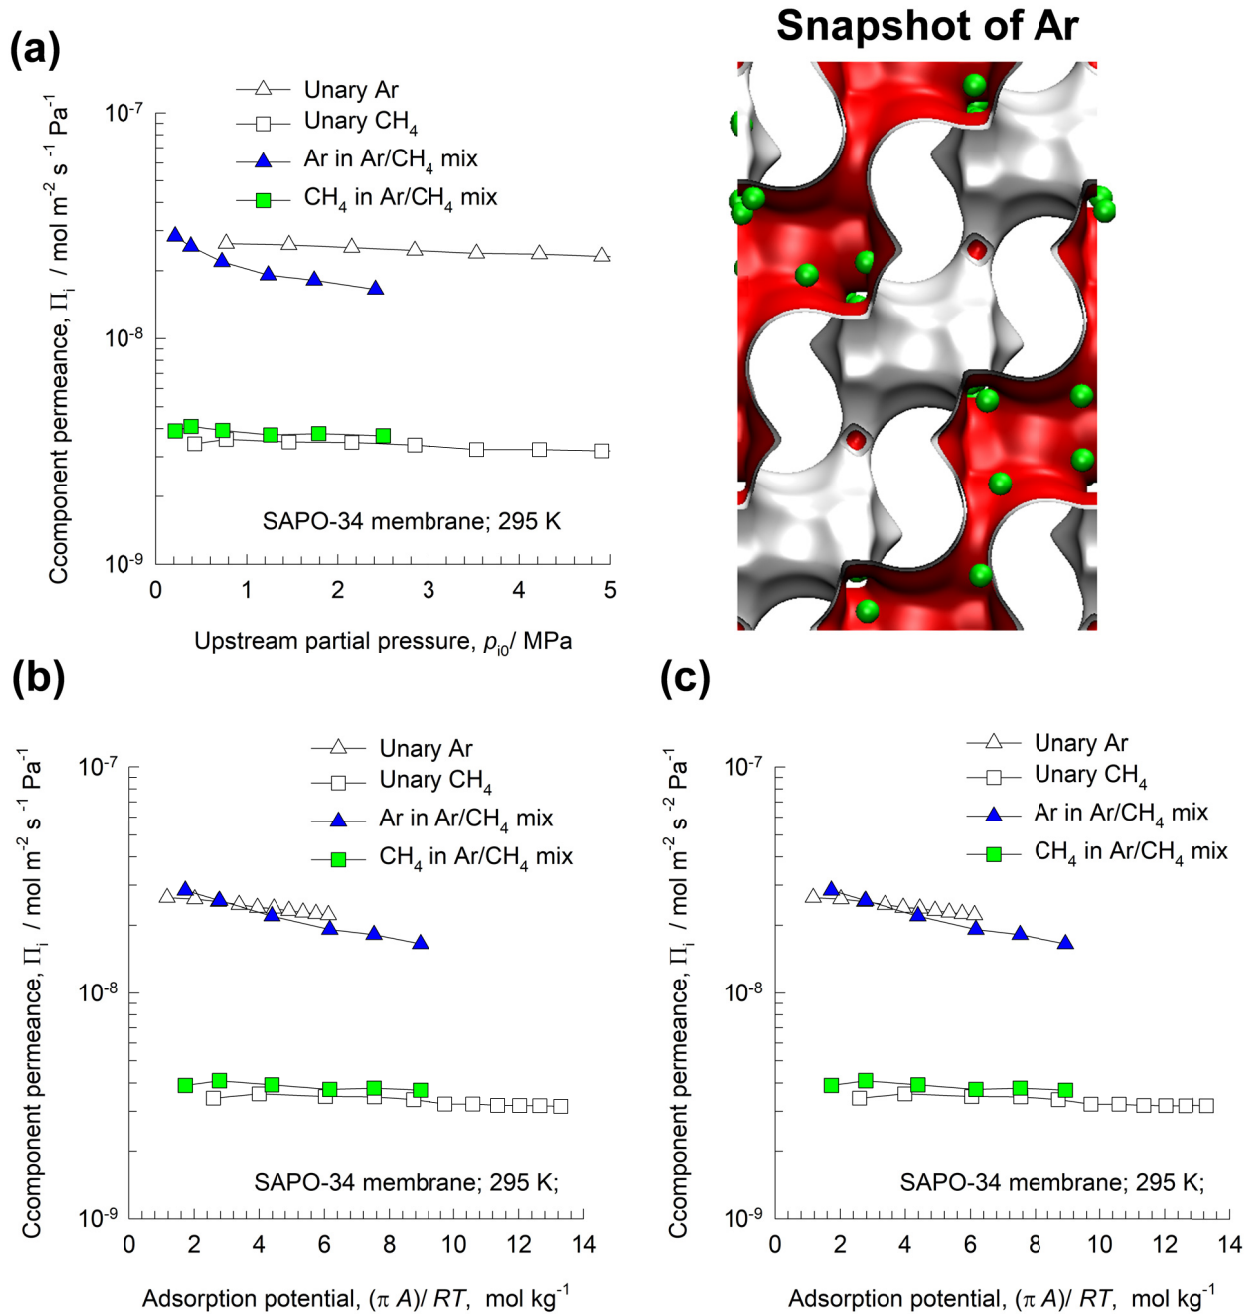 Snapshot of Ar
(a)
Unary Ar
Unary CH4
Ar in Ar/CH4 mix
CH4 in Ar/CH4 mix
10-7
10-8
10-9
Ccomponent permeance, Πi / mol m-2 s-1 Pa-1
SAPO-34 membrane; 295 K
0 1 2 3 4 5
Upstream partial pressure, pi0/ MPa
(b)
Unary Ar
Unary CH4
Ar in Ar/CH4 mix
CH4 in Ar/CH4 mix
10-7
10-8
10-9
Ccomponent permeance, Πi / mol m-2 s -1 Pa-1
SAPO-34 membrane; 295 K;
0 2 4 6 8 10 12 14
Adsorption potential, (π A)/ RT, mol kg-1
(c)
Unary Ar
Unary CH4
Ar in Ar/CH4 mix
CH4 in Ar/CH4 mix
10-7
10-8
10-9
Ccomponent permeance, Πi / mol m-2 s -2 Pa-1
SAPO-34 membrane; 295 K;
0 2 4 6 8 10 12 14
Adsorption potential, (π A)/ RT, mol kg-1